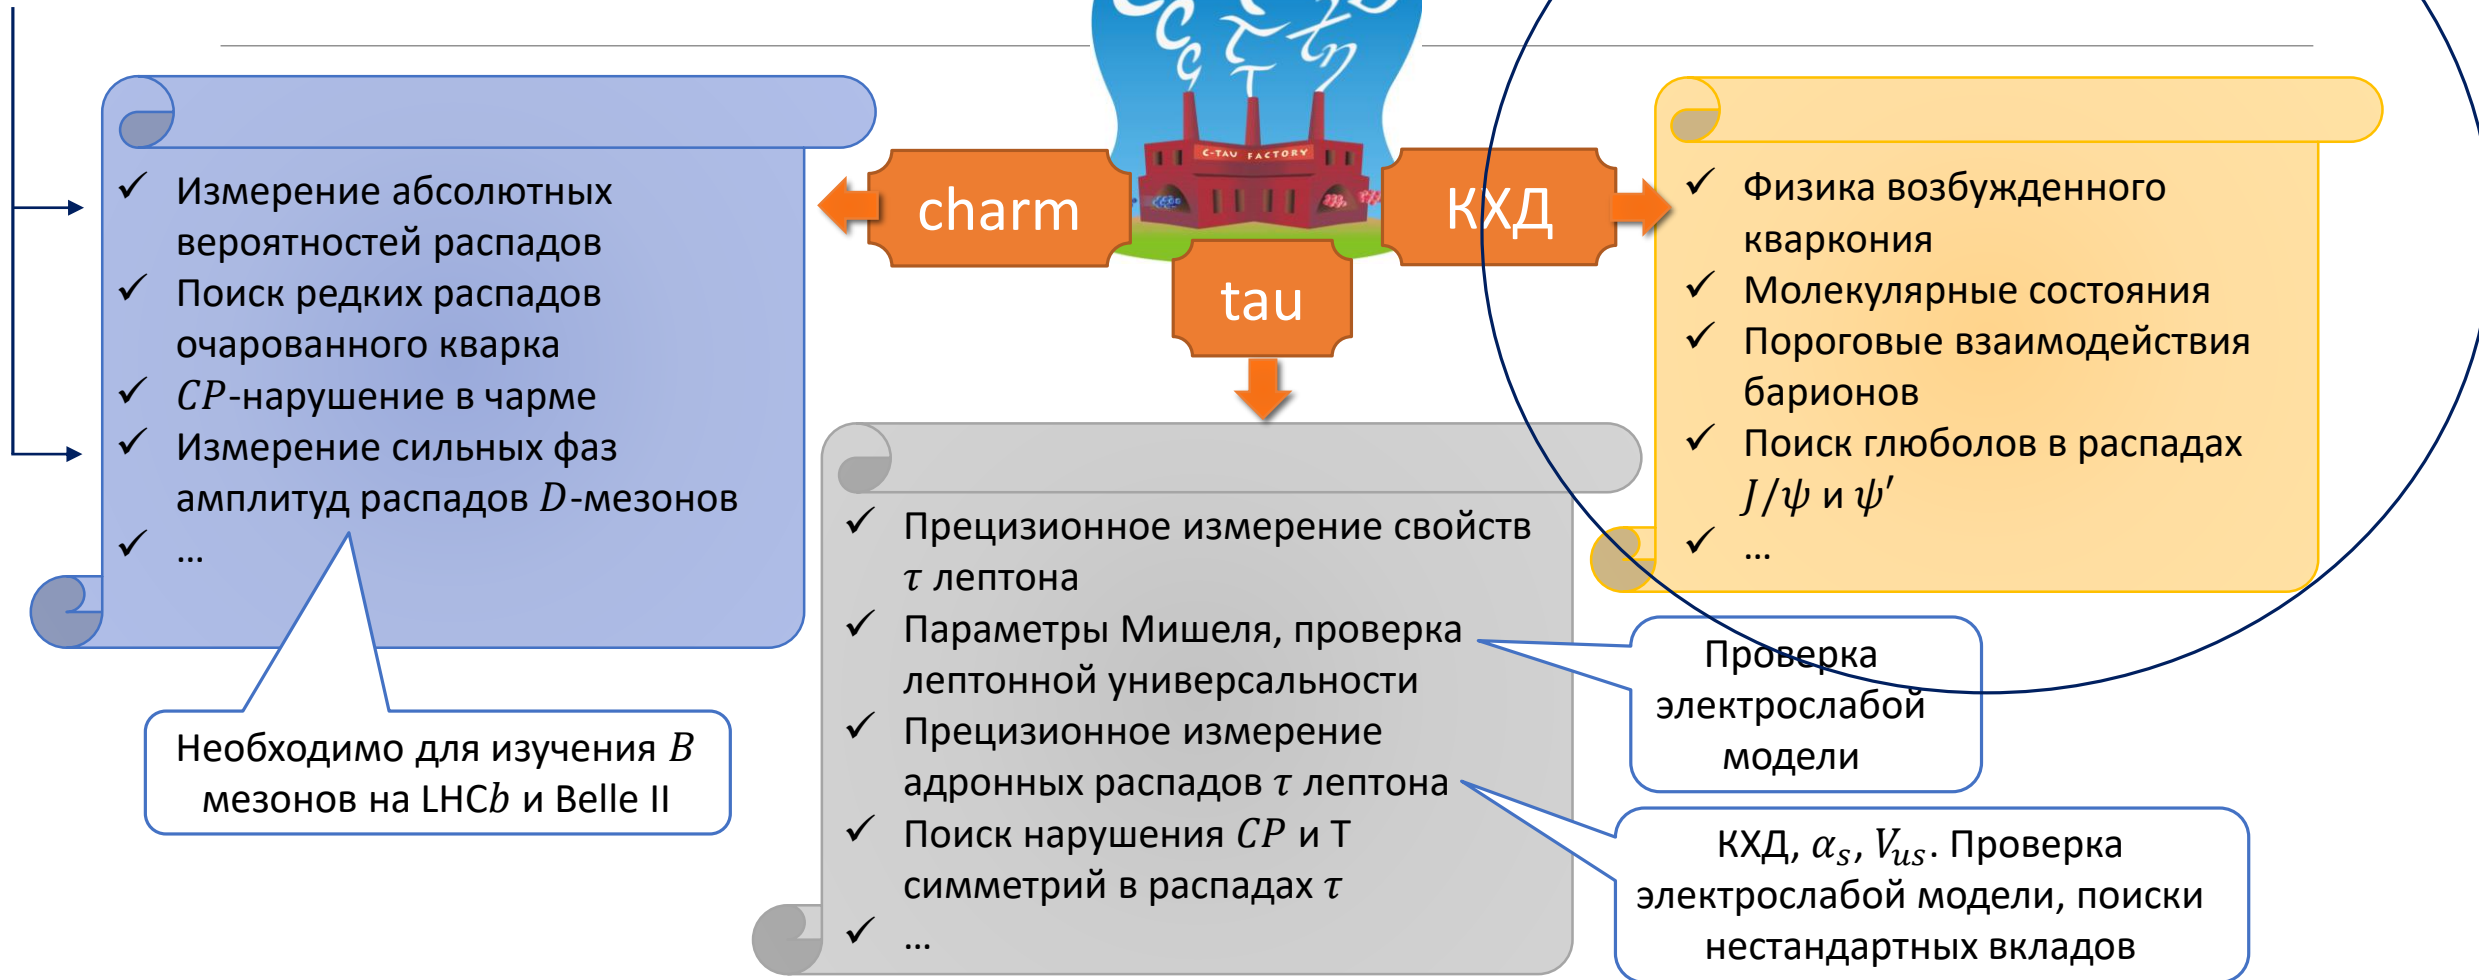 C-TAU FACTORY
charm
КХД
tau
✓ Измерение абсолютных
вероятностей распадов
✓ Поиск редких распадов
очарованного кварка
✓ CP-нарушение в чарме
✓ Измерение сильных фаз
амплитуд распадов D-мезонов
✓ ...
Необходимо для изучения B
мезонов на LHCb и Belle II
✓ Прецизионное измерение свойств
τ лептона
✓ Параметры Мишеля, проверка
лептонной универсальности
✓ Прецизионное измерение
адронных распадов τ лептона
✓ Поиск нарушения CP и T
симметрий в распадах τ
✓ ...
✓ Физика возбужденного
кваркония
✓ Молекулярные состояния
✓ Пороговые взаимодействия
барионов
✓ Поиск глюболов в распадах
J/ψ и ψ′
✓ ...
Проверка
электрослабой
модели
КХД, αₛ, V_us. Проверка
электрослабой модели, поиски
нестандартных вкладов